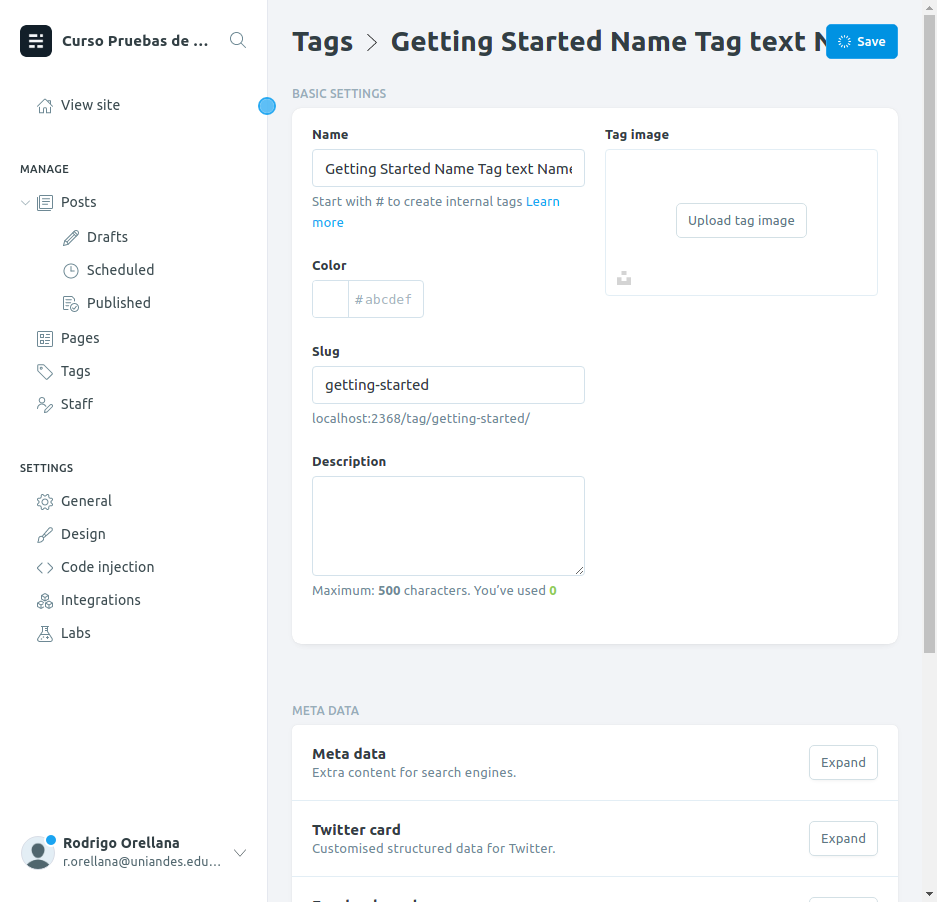 Curso Pruebas de ...
View site
MANAGE
Posts
Drafts
Scheduled
Published
Pages
Tags
Staff
SETTINGS
General
Design
Code injection
Integrations
Labs
Rodrigo Orellana
r.orellana@uniandes.edu...
Tags > Getting Started Name Tag text
Save
BASIC SETTINGS
Name
Getting Started Name Tag text Name
Start with # to create internal tags Learn
more
Color
#abcdef
Slug
getting-started
localhost:2368/tag/getting-started/
Description
Maximum: 500 characters. You’ve used 0
Tag image
Upload tag image
META DATA
Meta data
Extra content for search engines.
Expand
Twitter card
Customised structured data for Twitter.
Expand